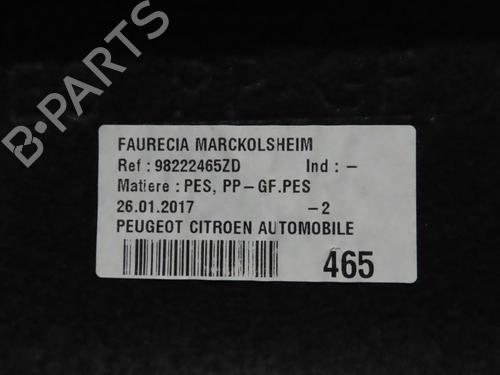 B-PARTS
FAURECIA MARCKOLSHEIM
Ref : 98222465ZD Ind : -
Matiere : PES, PP-GF.PES
26.01.2017 -2
PEUGEOT CITROEN AUTOMOBILE
465